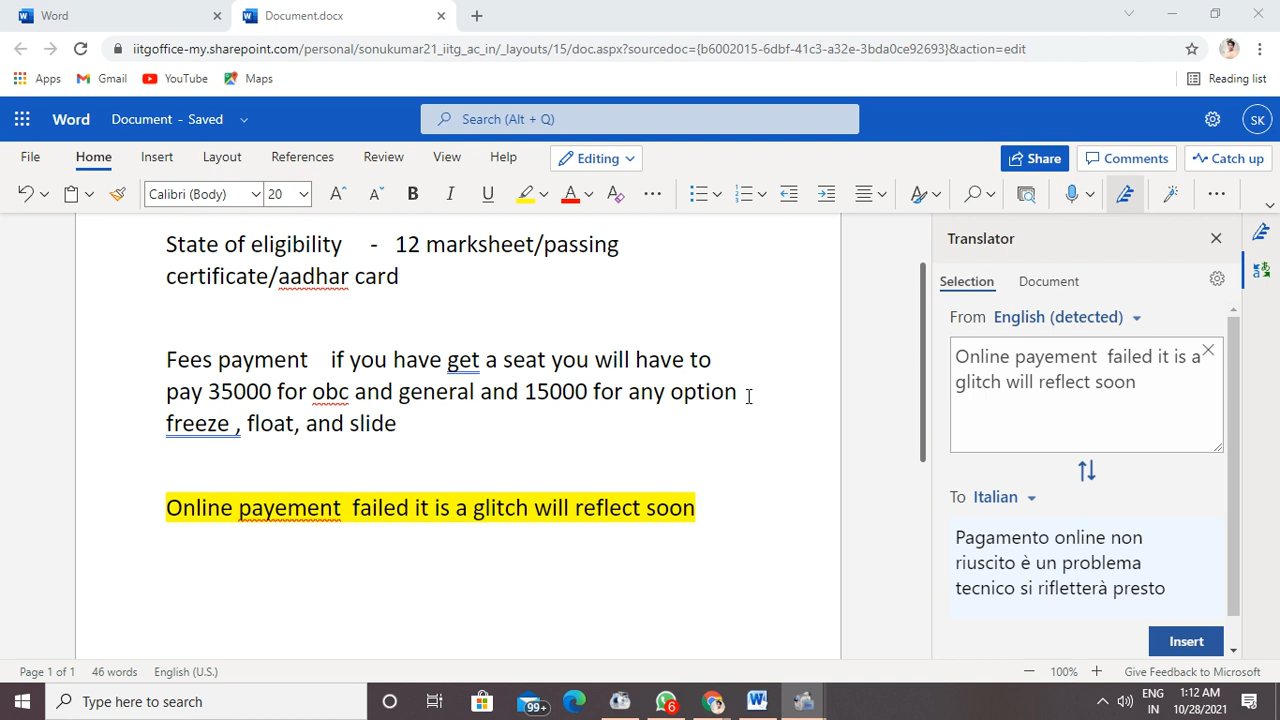 Word
Document.docx
iitgoffice-my.sharepoint.com/personal/sonukumar21_iitg_ac_in/_layouts/15/doc.aspx?sourcedoc={b6002015-6dbf-41c3-a32e-3bda0ce92693}&action=edit
Apps Gmail YouTube Maps Reading list
Word Document - Saved Search (Alt + Q) SK
File Home Insert Layout References Review View Help Editing Share Comments Catch up
Calibri (Body) 20 B I U A
State of eligibility - 12 marksheet/passing
certificate/aadhar card
Fees payment if you have get a seat you will have to
pay 35000 for obc and general and 15000 for any option
freeze , float, and slide
Online payement failed it is a glitch will reflect soon
Translator
Selection Document
From English (detected)
Online payement failed it is a
glitch will reflect soon
To Italian
Pagamento online non
riuscito è un problema
tecnico si rifletterà presto
Insert
Page 1 of 1 46 words English (U.S.) 100% Give Feedback to Microsoft
Type here to search 99+ 6 ENG 1:12 AM
IN 10/28/2021